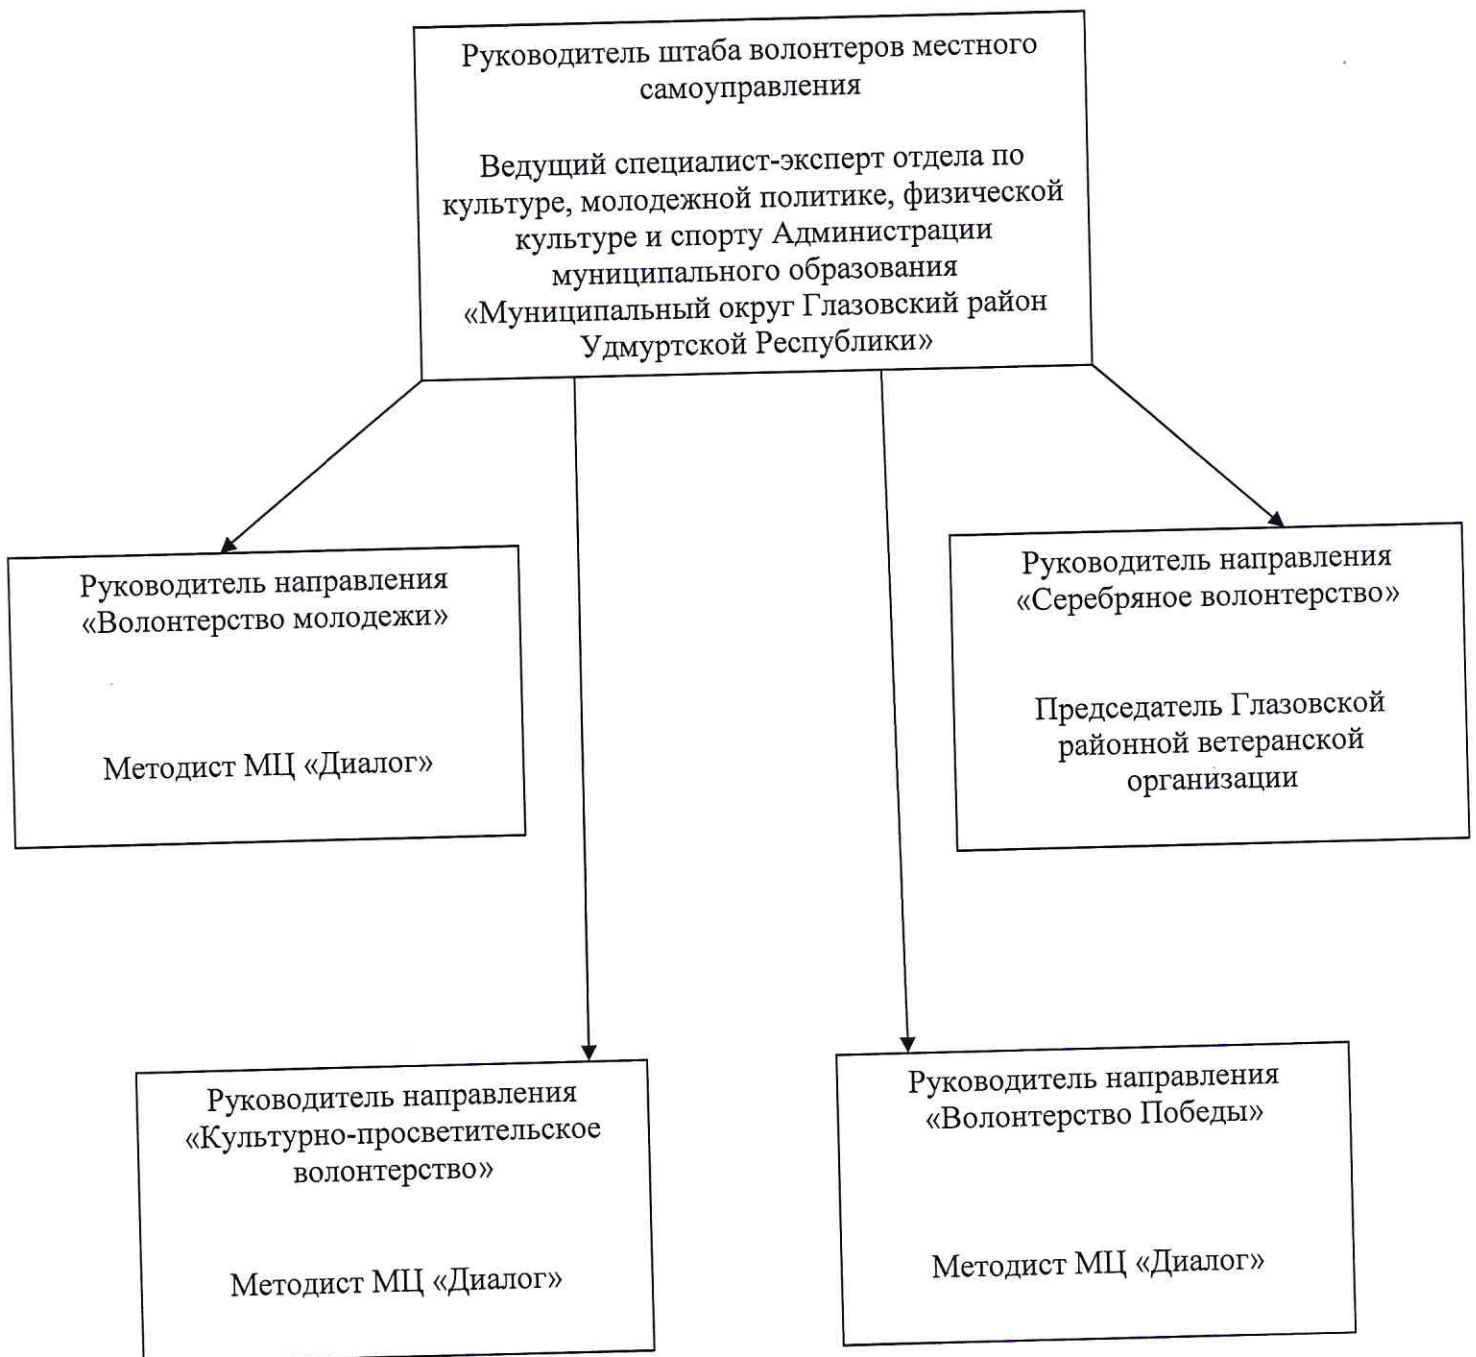 Руководитель штаба волонтеров местного
самоуправления
Ведущий специалист-эксперт отдела по
культуре, молодежной политике, физической
культуре и спорту Администрации
муниципального образования
«Муниципальный округ Глазовский район
Удмуртской Республики»
Руководитель направления
«Волонтерство молодежи»
Методист МЦ «Диалог»
Руководитель направления
«Серебряное волонтерство»
Председатель Глазовской
районной ветеранской
организации
Руководитель направления
«Культурно-просветительское
волонтерство»
Методист МЦ «Диалог»
Руководитель направления
«Волонтерство Победы»
Методист МЦ «Диалог»